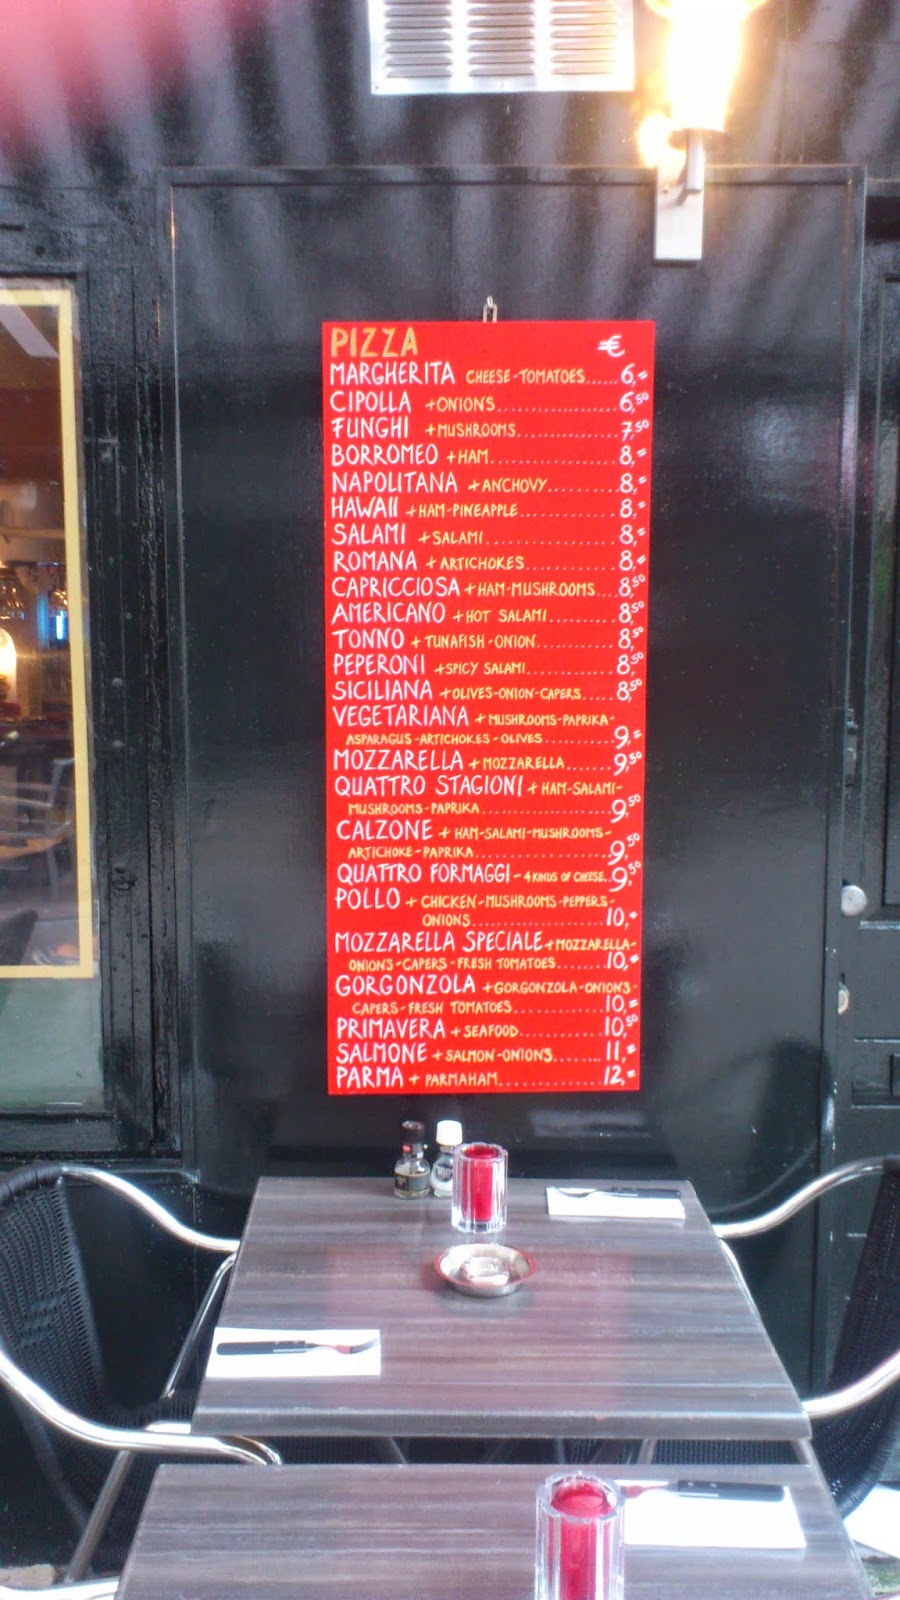 PIZZA €
MARGHERITA CHEESE-TOMATOES...... 6,=
CIPOLLA +ONIONS...................... 6,50
FUNGHI +MUSHROOMS.................. 7,50
BORROMEO +HAM....................... 8,=
NAPOLITANA +ANCHOVY............ 8,=
HAWAII +HAM-PINEAPPLE................ 8,=
SALAMI +SALAMI....................... 8,=
ROMANA +ARTICHOKES................ 8,=
CAPRICCIOSA +HAM-MUSHROOMS.... 8,50
AMERICANO +HOT SALAMI............ 8,50
TONNO +TUNAFISH-ONION.............. 8,50
PEPERONI +SPICY SALAMI............... 8,50
SICILIANA +OLIVES-ONION-CAPERS..... 8,50
VEGETARIANA +MUSHROOMS-PAPRIKA-
ASPARAGUS-ARTICHOKES-OLIVES............ 9,=
MOZZARELLA +MOZZARELLA....... 9,50
QUATTRO STAGIONI +HAM-SALAMI-
MUSHROOMS-PAPRIKA...................... 9,50
CALZONE +HAM-SALAMI-MUSHROOMS-
ARTICHOKE-PAPRIKA...................... 9,50
QUATTRO FORMAGGI -4 KINDS OF CHEESE.. 9,50
POLLO +CHICKEN-MUSHROOMS-PEPPERS-
ONIONS...................... 10,=
MOZZARELLA SPECIALE +MOZZARELLA-
ONIONS-CAPERS-FRESH TOMATOES........ 10,=
GORGONZOLA +GORGONZOLA-ONIONS-
CAPERS-FRESH TOMATOES.............. 10,=
PRIMAVERA +SEAFOOD.............. 10,50
SALMONE +SALMON-ONIONS........ 11,=
PARMA +PARMAHAM................. 12,=